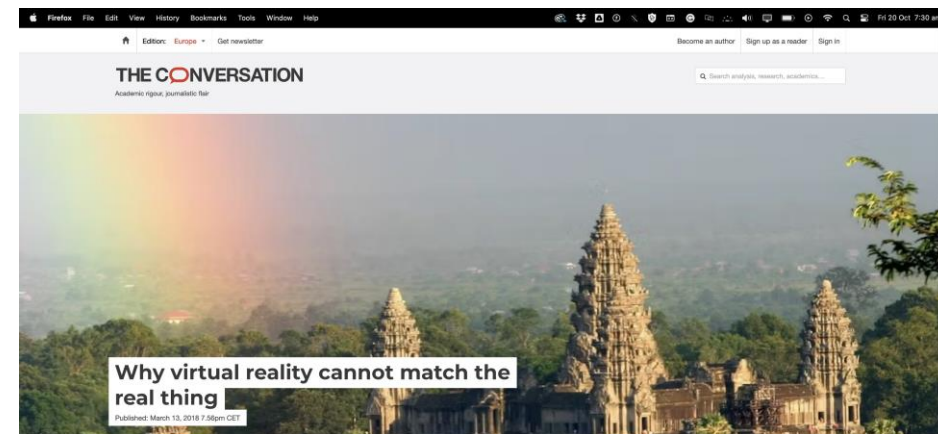 Firefox File Edit View History Bookmarks Tools Window Help Fri 20 Oct 7:30 am
Edition: Europe Get newsletter Become an author Sign up as a reader Sign in
THE CONVERSATION
Academic rigour, journalistic flair
Search analysis, research, academics...
Why virtual reality cannot match the
real thing
Published: March 13, 2018 7.56pm CET